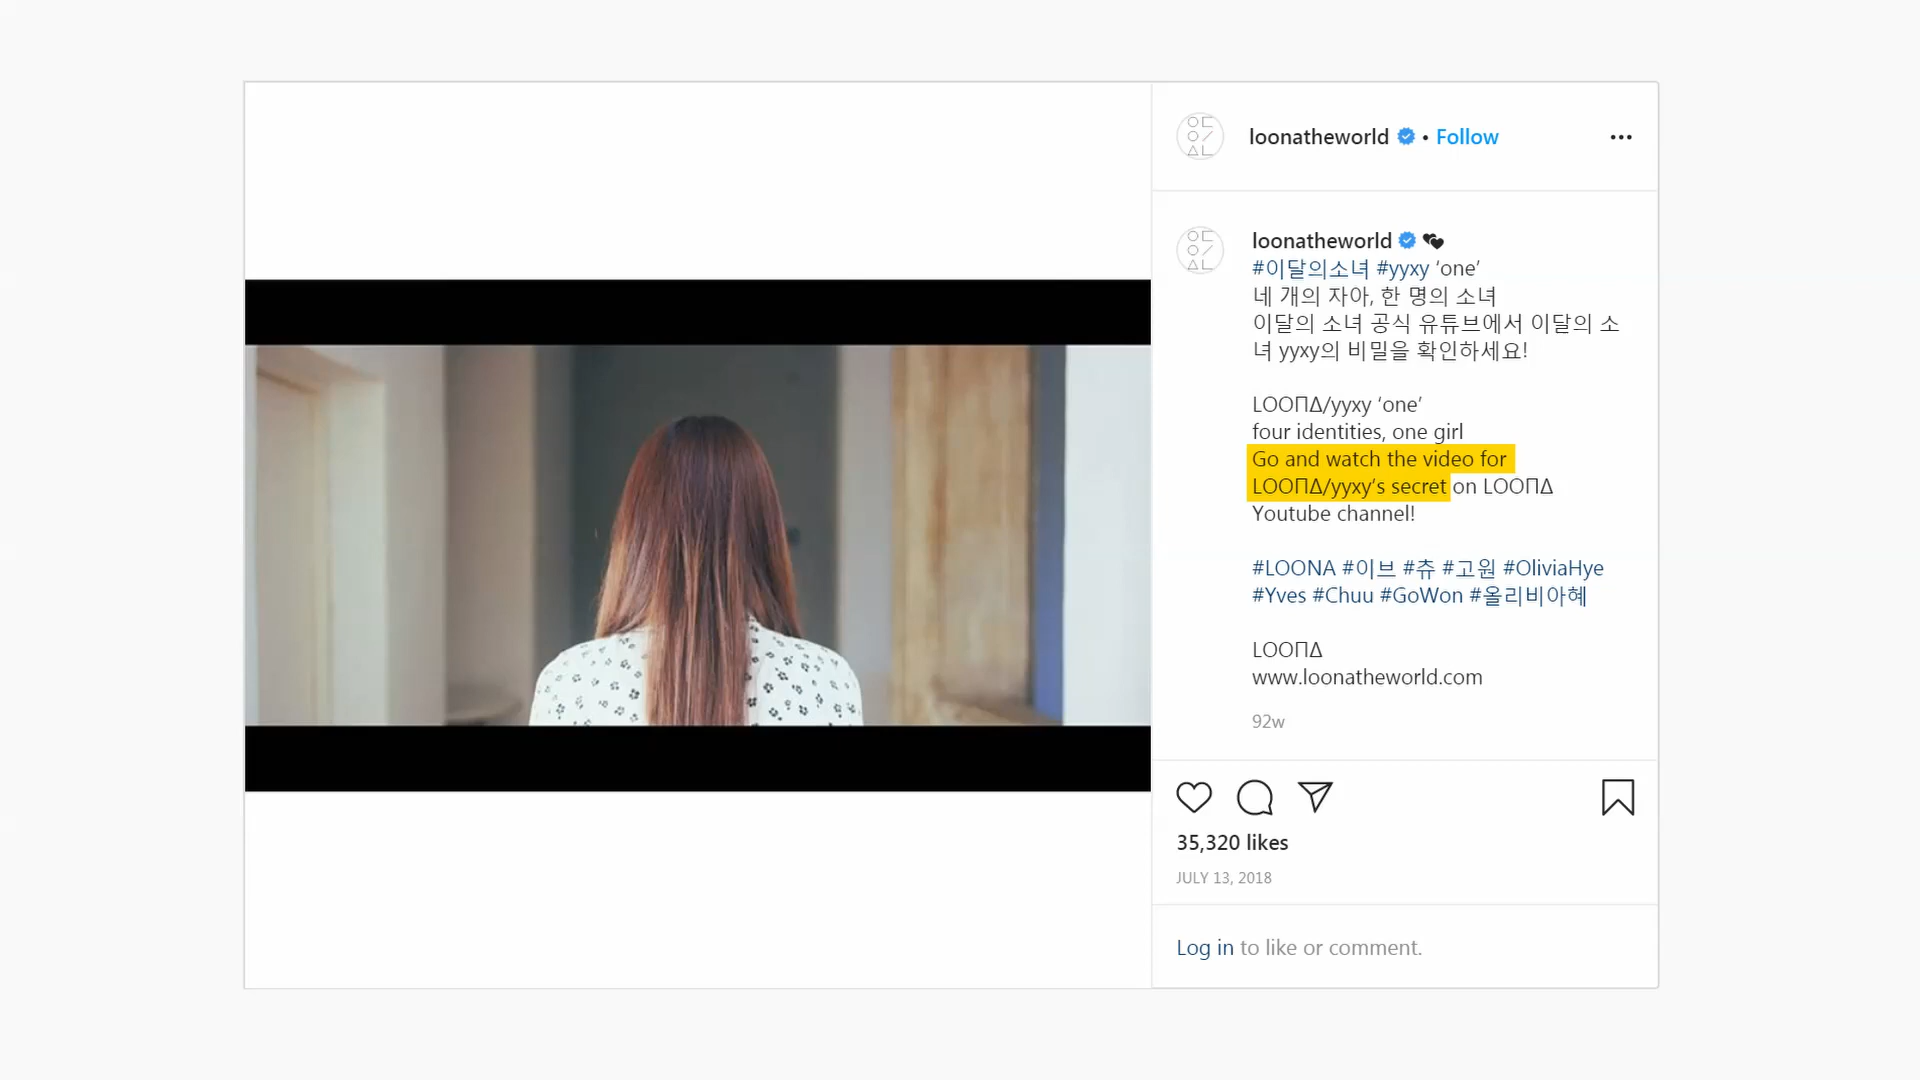 loonatheworld • Follow
loonatheworld 🖤
#이달의소녀 #yyxy ‘one’
네 개의 자아, 한 명의 소녀
이달의 소녀 공식 유튜브에서 이달의 소
녀 yyxy의 비밀을 확인하세요!
LOOΠΔ/yyxy ‘one’
four identities, one girl
Go and watch the video for
LOOΠΔ/yyxy‘s secret on LOOΠΔ
Youtube channel!
#LOONA #이브 #츄 #고원 #OliviaHye
#Yves #Chuu #GoWon #올리비아혜
LOOΠΔ
www.loonatheworld.com
92w
35,320 likes
JULY 13, 2018
Log in to like or comment.